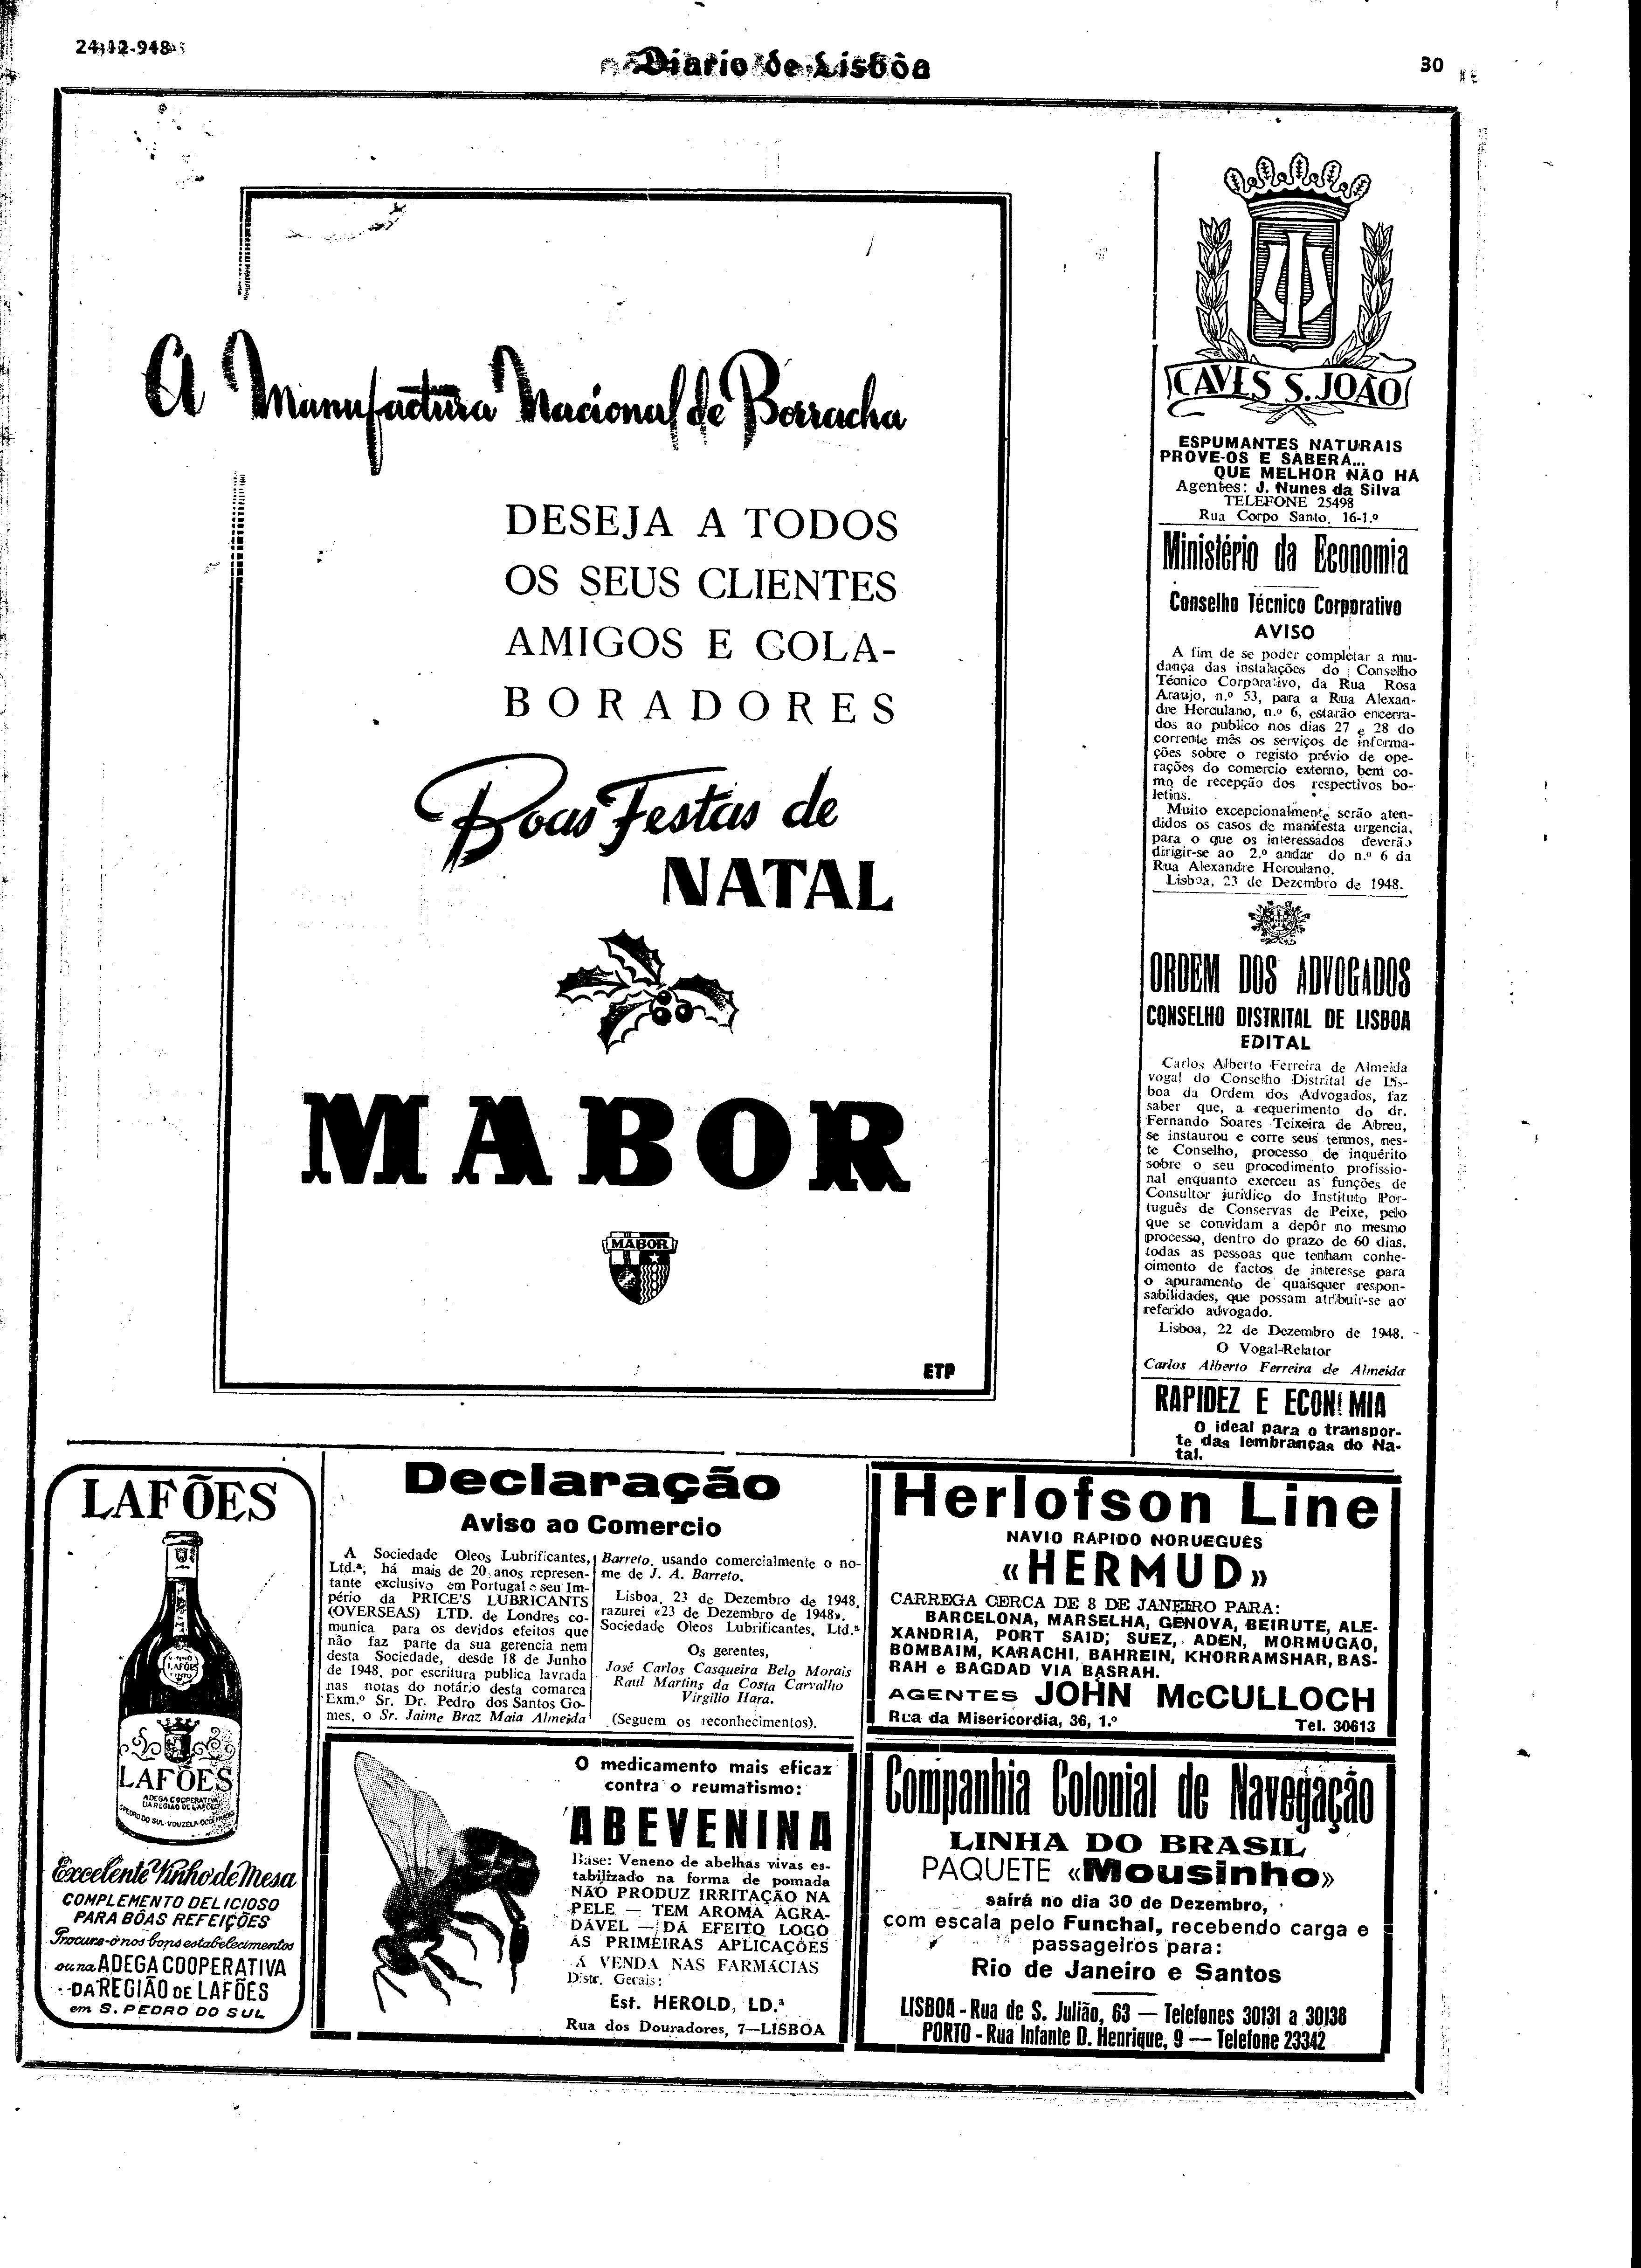 24-12-948
Diario de Lisbôa
30
A Manufactura Nacional de Borracha
DESEJA A TODOS
OS SEUS CLIENTES
AMIGOS E COLA-
BORADORES
Boas Festas de
NATAL
MABOR
MABOR
ETP
CAVES S. JOÃO
ESPUMANTES NATURAIS
PROVE-OS E SABERÁ...
QUE MELHOR NÃO HÁ
Agentes: J. Nunes da Silva
TELEFONE 25498
Rua Corpo Santo, 16-1.º
Ministério da Economia
Conselho Técnico Corporativo
AVISO
A fim de se poder completar a mu-
dança das instalações do Conselho
Técnico Corporativo, da Rua Rosa
Araujo, n.º 53, para a Rua Alexan-
dre Herculano, n.º 6, estarão encerra-
dos ao publico nos dias 27 e 28 do
corrente mês os serviços de informa-
ções sobre o registo prévio de ope-
rações do comercio externo, bem co-
mo de recepção dos respectivos bo-
letins.
Muito excepcionalmente serão aten-
didos os casos de manifesta urgencia,
para o que os interessados deverão
dirigir-se ao 2.º andar do n.º 6 da
Rua Alexandre Herculano.
Lisboa, 23 de Dezembro de 1948.
ORDEM DOS ADVOGADOS
CONSELHO DISTRITAL DE LISBOA
EDITAL
Carlos Alberto Ferreira de Almeida
vogal do Conselho Distrital de Lis-
boa da Ordem dos Advogados, faz
saber que, a requerimento do dr.
Fernando Soares Teixeira de Abreu,
se instaurou e corre seus termos, nes-
te Conselho, processo de inquérito
sobre o seu procedimento profissio-
nal enquanto exerceu as funções de
Consultor juridico do Instituto Por-
tuguês de Conservas de Peixe, pelo
que se convidam a depôr no mesmo
processo, dentro do prazo de 60 dias,
todas as pessoas que tenham conhe-
cimento de factos de interesse para
o apuramento de quaisquer respon-
sabilidades, que possam atribuir-se ao
referido advogado.
Lisboa, 22 de Dezembro de 1948.
O Vogal-Relator
Carlos Alberto Ferreira de Almeida
RAPIDEZ E ECONOMIA
O ideal para o transpor-
te das lembranças do Na-
tal.
LAFÕES
VINHO
LAFÕES
TINTO
LAFÕES
ADEGA COOPERATIVA
DA REGIÃO DE LAFÕES
Excelente Vinho de Mesa
COMPLEMENTO DELICIOSO
PARA BÔAS REFEIÇÕES
Procure-o nos bons estabelecimentos
ou na ADEGA COOPERATIVA
DA REGIÃO DE LAFÕES
em S. PEDRO DO SUL
Declaração
Aviso ao Comercio
A Sociedade Oleos Lubrificantes,
Ltd.ª, há mais de 20 anos represen-
tante exclusivo em Portugal e seu Im-
pério da PRICE'S LUBRICANTS
(OVERSEAS) LTD. de Londres co-
munica para os devidos efeitos que
não faz parte da sua gerencia nem
desta Sociedade, desde 18 de Junho
de 1948, por escritura publica lavrada
nas notas do notário desta comarca
Exm.º Sr. Dr. Pedro dos Santos Go-
mes, o Sr. Jaime Braz Maia Almeida
Barreto, usando comercialmente o no-
me de J. A. Barreto.
Lisboa, 23 de Dezembro de 1948,
razurei «23 de Dezembro de 1948».
Sociedade Oleos Lubrificantes, Ltd.ª
Os gerentes,
José Carlos Casqueira Belo Morais
Raul Martins da Costa Carvalho
Virgilio Hara.
(Seguem os reconhecimentos).
Herlofson Line
NAVIO RÁPIDO NORUEGUÊS
«HERMUD»
CARREGA CERCA DE 8 DE JANEIRO PARA:
BARCELONA, MARSELHA, GENOVA, BEIRUTE, ALE-
XANDRIA, PORT SAID; SUEZ, ADEN, MORMUGÃO,
BOMBAIM, KARACHI, BAHREIN, KHORRAMSHAR, BAS-
RAH e BAGDAD VIA BASRAH.
AGENTES JOHN McCULLOCH
Rua da Misericordia, 36, 1.º
Tel. 30613
O medicamento mais eficaz
contra o reumatismo:
ABEVENINA
Base: Veneno de abelhas vivas es-
tabilizado na forma de pomada
NÃO PRODUZ IRRITAÇÃO NA
PELE — TEM AROMA AGRA-
DÁVEL — DÁ EFEITO LOGO
ÀS PRIMEIRAS APLICAÇÕES
Á VENDA NAS FARMÁCIAS
Distr. Gerais:
Est. HEROLD, LD.ª
Rua dos Douradores, 7—LISBOA
Companhia Colonial de Navegação
LINHA DO BRASIL
PAQUETE «Mousinho»
sairá no dia 30 de Dezembro,
com escala pelo Funchal, recebendo carga e
passageiros para:
Rio de Janeiro e Santos
LISBOA - Rua de S. Julião, 63 — Telefones 30131 a 30138
PORTO - Rua Infante D. Henrique, 9 — Telefone 23342